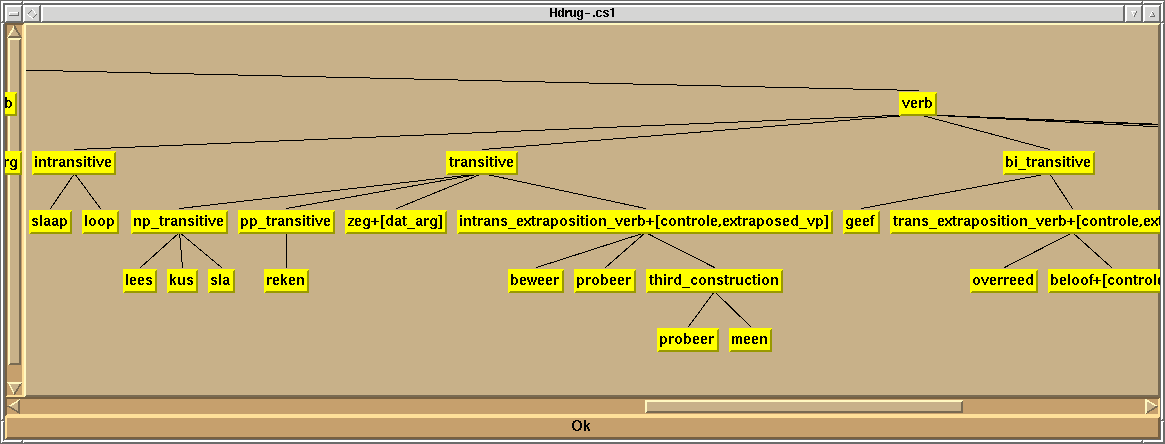 Hdrug-.cs1
b
verb
rg
intransitive
transitive
bi_transitive
slaap
loop
np_transitive
pp_transitive
zeg+[dat_arg]
intrans_extraposition_verb+[controle,extraposed_vp]
geef
trans_extraposition_verb+[controle,ext
lees
kus
sla
reken
beweer
probeer
third_construction
overreed
beloof+[controle
probeer
meen
Ok